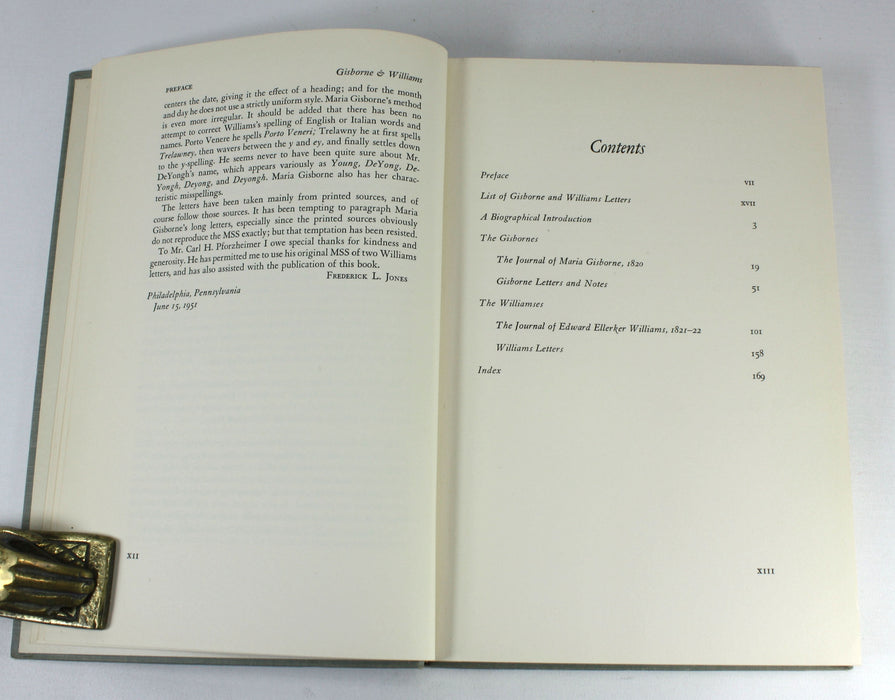 PREFACE
Gisborne & Williams
centers the date, giving it the effect of a heading; and for the month
and day he does not use a strictly uniform style. Maria Gisborne's method
is even more irregular. It should be added that there has been no
attempt to correct Williams's spelling of English or Italian words and
names. Porto Venere he spells Porto Veneri; Trelawny he at first spells
Trelawney, then wavers between the y and ey, and finally settles down
to the y-spelling. He seems never to have been quite sure about Mr.
DeYongh's name, which appears variously as Young, DeYong, De-
Yongh, Deyong, and Deyongh. Maria Gisborne also has her charac-
teristic misspellings.
The letters have been taken mainly from printed sources, and of
course follow those sources. It has been tempting to paragraph Maria
Gisborne's long letters, especially since the printed sources obviously
do not reproduce the MSS exactly; but that temptation has been resisted.
To Mr. Carl H. Pforzheimer I owe special thanks for kindness and
generosity. He has permitted me to use his original MSS of two Williams
letters, and has also assisted with the publication of this book.
FREDERICK L. JONES
Philadelphia, Pennsylvania
June 15, 1951
XII
Contents
Preface VII
List of Gisborne and Williams Letters XVII
A Biographical Introduction 3
The Gisbornes
The Journal of Maria Gisborne, 1820 19
Gisborne Letters and Notes 51
The Williamses
The Journal of Edward Ellerker Williams, 1821–22 101
Williams Letters 158
Index 169
XIII